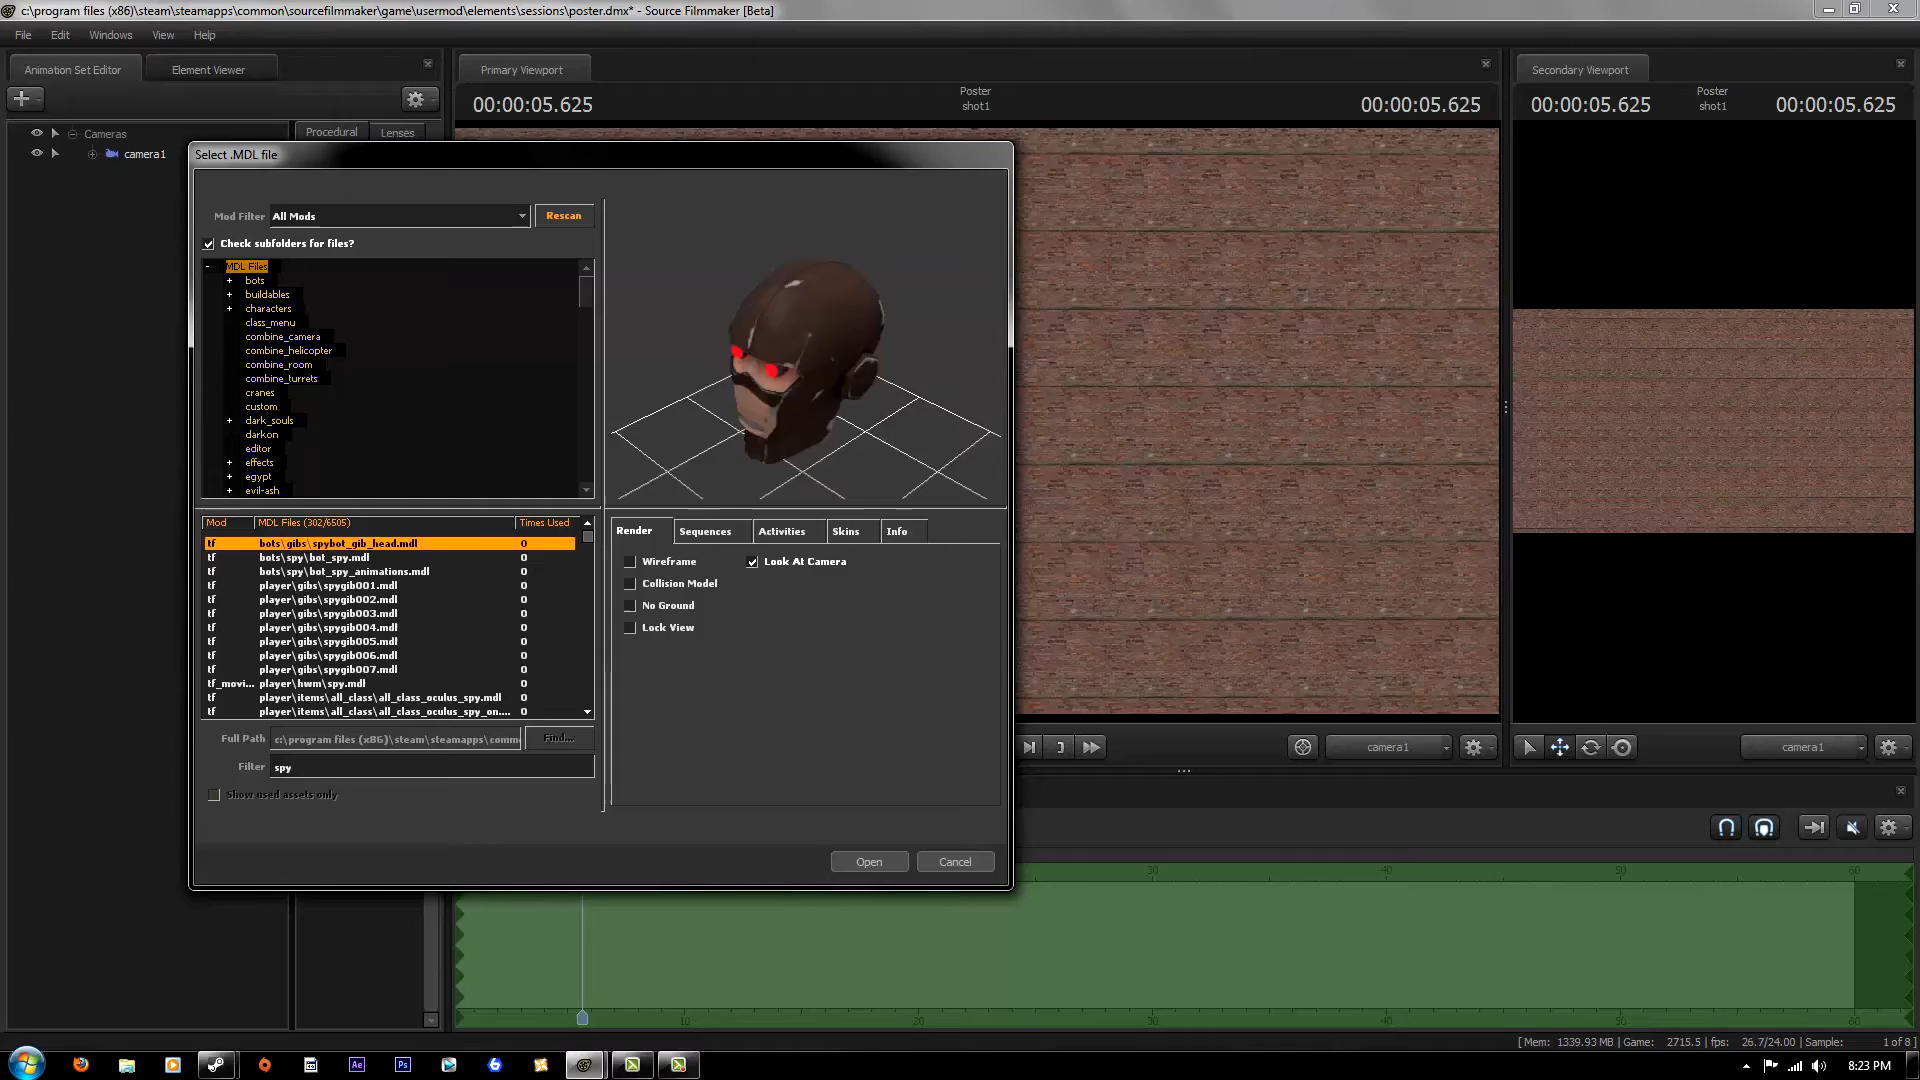 c:\program files (x86)\steam\steamapps\common\sourcefilmmaker\game\usermod\elements\sessions\poster.dmx* - Source Filmmaker [Beta]
File Edit Windows View Help
Animation Set Editor Element Viewer
Primary Viewport
Secondary Viewport
00:00:05.625 Poster shot1 00:00:05.625
00:00:05.625 Poster shot1 00:00:05.625
Cameras
camera1
Procedural Lenses
Select .MDL file
Mod Filter All Mods Rescan
Check subfolders for files?
MDL Files
bots
buildables
characters
class_menu
combine_camera
combine_helicopter
combine_room
combine_turrets
cranes
custom
dark_souls
darkon
editor
effects
egypt
evil-ash
Mod MDL Files (302/6505) Times Used
tf bots\gibs\spybot_gib_head.mdl 0
tf bots\spy\bot_spy.mdl 0
tf bots\spy\bot_spy_animations.mdl 0
tf player\gibs\spygib001.mdl 0
tf player\gibs\spygib002.mdl 0
tf player\gibs\spygib003.mdl 0
tf player\gibs\spygib004.mdl 0
tf player\gibs\spygib005.mdl 0
tf player\gibs\spygib006.mdl 0
tf player\gibs\spygib007.mdl 0
tf_movi... player\hwm\spy.mdl 0
tf player\items\all_class\all_class_oculus_spy.mdl 0
tf player\items\all_class\all_class_oculus_spy_on.... 0
Full Path c:\program files (x86)\steam\steamapps\comm Find...
Filter spy
Show used assets only
Render Sequences Activities Skins Info
Wireframe Look At Camera
Collision Model
No Ground
Lock View
Open Cancel
camera1
camera1
30 40 50 60
10 20 30 40 50 60
[ Mem: 1339.93 MB | Game: 2715.5 | fps: 26.7/24.00 | Sample: 1 of 8 ]
Ae Ps
8:23 PM